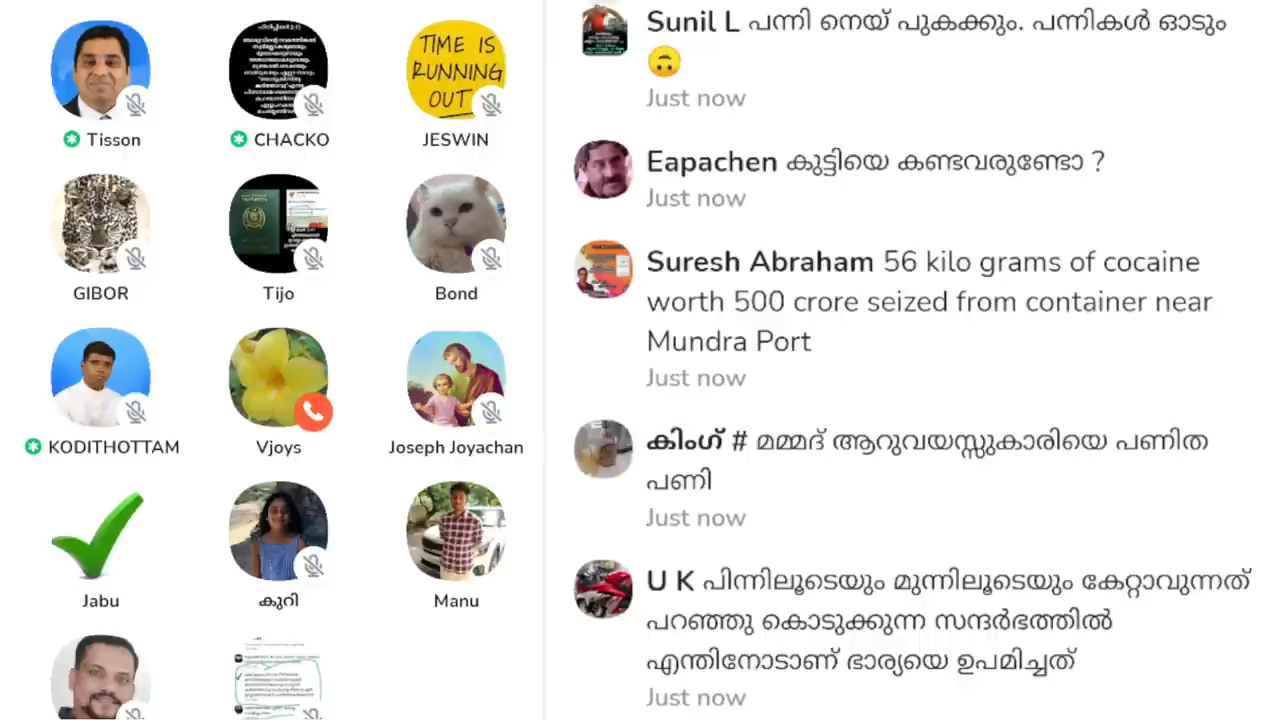 Tisson
CHACKO
TIME IS
RUNNING
OUT
JESWIN
GIBOR
Tijo
Bond
KODITHOTTAM
Vjoys
Joseph Joyachan
Jabu
കുറി
Manu
Sunil L പന്നി നെയ് പുകക്കും. പന്നികൾ ഓടും
🙃
Just now
Eapachen കുട്ടിയെ കണ്ടവരുണ്ടോ ?
Just now
Suresh Abraham 56 kilo grams of cocaine
worth 500 crore seized from container near
Mundra Port
Just now
കിംഗ് # മമ്മദ് ആറുവയസ്സുകാരിയെ പണിത
പണി
Just now
U K പിന്നിലൂടെയും മുന്നിലൂടെയും കേറ്റാവുന്നത്
പറഞ്ഞു കൊടുക്കുന്ന സന്ദർഭത്തിൽ
എന്തിനോടാണ് ഭാര്യയെ ഉപമിച്ചത്
Just now